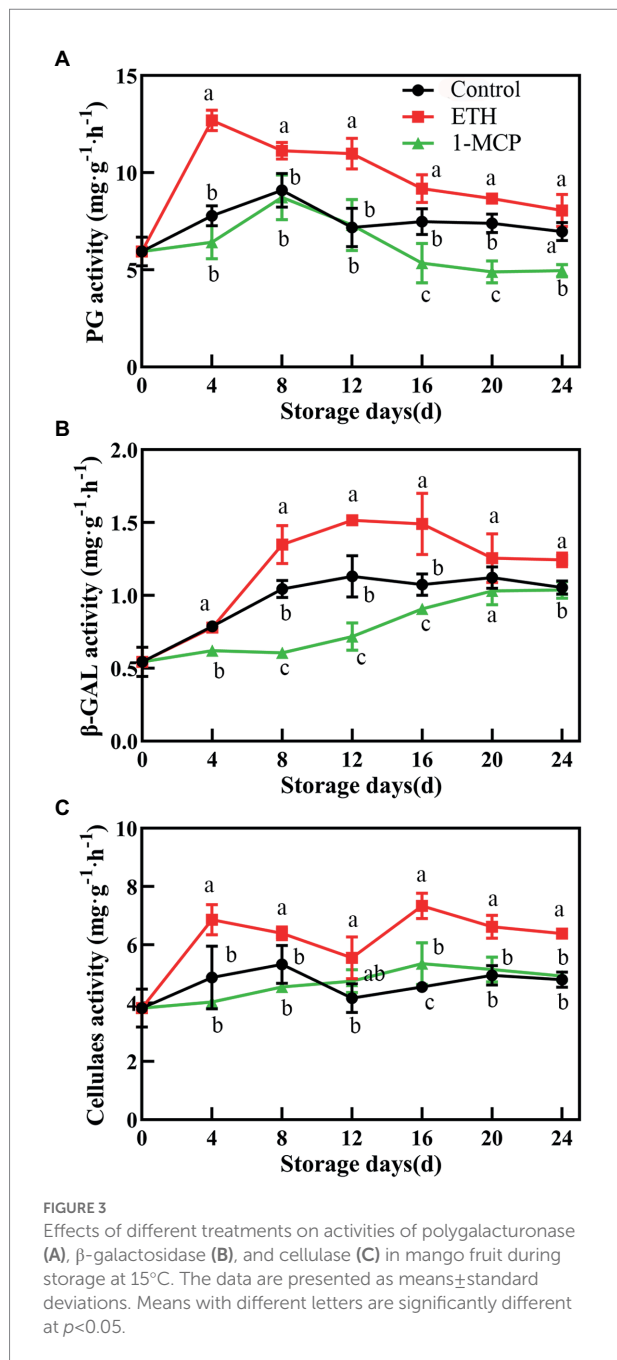 A
Control
ETH
1-MCP
15
10
5
0
PG activity (mg·g⁻¹·h⁻¹)
a a a a a a
b b b b b a
b b b c c b
0 4 8 12 16 20 24
Storage days(d)
B
2.0
1.5
1.0
0.5
0.0
β-GAL activity (mg·g⁻¹·h⁻¹)
a a a a a a
b b b
b c c c a b
0 4 8 12 16 20 24
Storage days(d)
C
10
8
6
4
2
0
Cellulaes activity (mg·g⁻¹·h⁻¹)
a a a a a a
b b ab b b b
b b b c b b
0 4 8 12 16 20 24
Storage days(d)
FIGURE 3
Effects of different treatments on activities of polygalacturonase
(A), β-galactosidase (B), and cellulase (C) in mango fruit during
storage at 15°C. The data are presented as means±standard
deviations. Means with different letters are significantly different
at p<0.05.